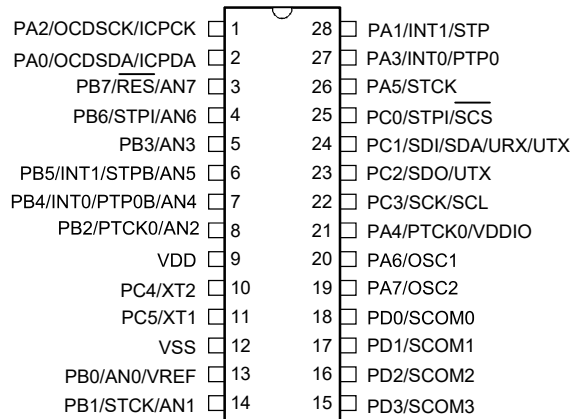 PA2/OCDSCK/ICPCK 1 28 PA1/INT1/STP
PA0/OCDSDA/ICPDA 2 27 PA3/INT0/PTP0
PB7/RES/AN7 3 26 PA5/STCK
PB6/STPI/AN6 4 25 PC0/STPI/SCS
PB3/AN3 5 24 PC1/SDI/SDA/URX/UTX
PB5/INT1/STPB/AN5 6 23 PC2/SDO/UTX
PB4/INT0/PTP0B/AN4 7 22 PC3/SCK/SCL
PB2/PTCK0/AN2 8 21 PA4/PTCK0/VDDIO
VDD 9 20 PA6/OSC1
PC4/XT2 10 19 PA7/OSC2
PC5/XT1 11 18 PD0/SCOM0
VSS 12 17 PD1/SCOM1
PB0/AN0/VREF 13 16 PD2/SCOM2
PB1/STCK/AN1 14 15 PD3/SCOM3